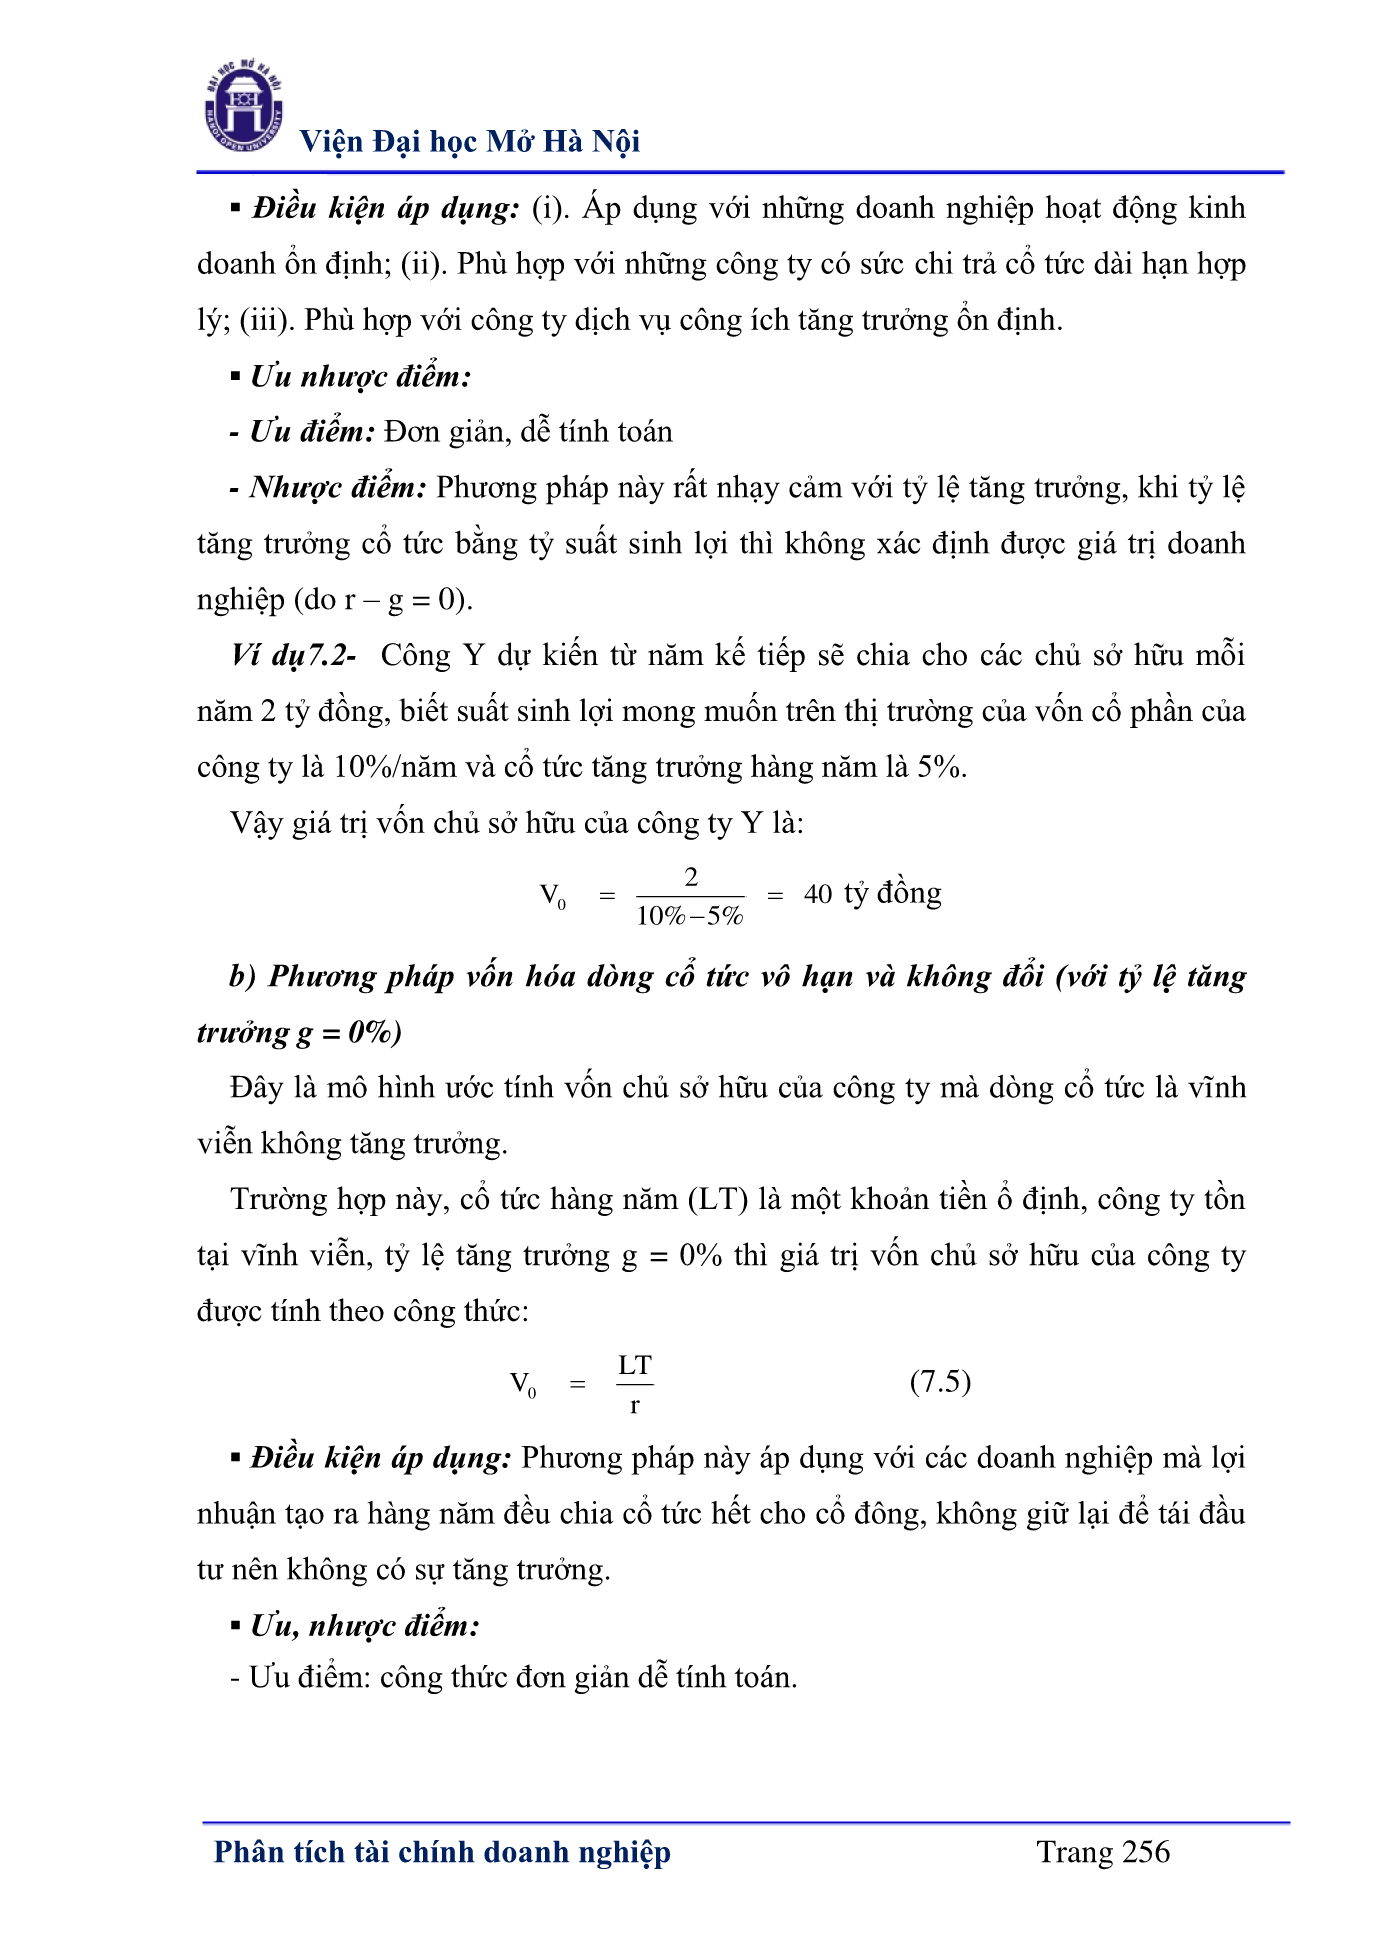 ĐẠI HỌC MỞ HÀ NỘI
HANOI OPEN UNIVERSITY
Viện Đại học Mở Hà Nội
▪ Điều kiện áp dụng: (i). Áp dụng với những doanh nghiệp hoạt động kinh
doanh ổn định; (ii). Phù hợp với những công ty có sức chi trả cổ tức dài hạn hợp
lý; (iii). Phù hợp với công ty dịch vụ công ích tăng trưởng ổn định.
▪ Ưu nhược điểm:
- Ưu điểm: Đơn giản, dễ tính toán
- Nhược điểm: Phương pháp này rất nhạy cảm với tỷ lệ tăng trưởng, khi tỷ lệ
tăng trưởng cổ tức bằng tỷ suất sinh lợi thì không xác định được giá trị doanh
nghiệp (do r – g = 0).
Ví dụ7.2- Công Y dự kiến từ năm kế tiếp sẽ chia cho các chủ sở hữu mỗi
năm 2 tỷ đồng, biết suất sinh lợi mong muốn trên thị trường của vốn cổ phần của
công ty là 10%/năm và cổ tức tăng trưởng hàng năm là 5%.
Vậy giá trị vốn chủ sở hữu của công ty Y là:
2
V0 = = 40 tỷ đồng
10% – 5%
b) Phương pháp vốn hóa dòng cổ tức vô hạn và không đổi (với tỷ lệ tăng
trưởng g = 0%)
Đây là mô hình ước tính vốn chủ sở hữu của công ty mà dòng cổ tức là vĩnh
viễn không tăng trưởng.
Trường hợp này, cổ tức hàng năm (LT) là một khoản tiền ổ định, công ty tồn
tại vĩnh viễn, tỷ lệ tăng trưởng g = 0% thì giá trị vốn chủ sở hữu của công ty
được tính theo công thức:
LT
V0 = (7.5)
r
▪ Điều kiện áp dụng: Phương pháp này áp dụng với các doanh nghiệp mà lợi
nhuận tạo ra hàng năm đều chia cổ tức hết cho cổ đông, không giữ lại để tái đầu
tư nên không có sự tăng trưởng.
▪ Ưu, nhược điểm:
- Ưu điểm: công thức đơn giản dễ tính toán.
Phân tích tài chính doanh nghiệp Trang 256